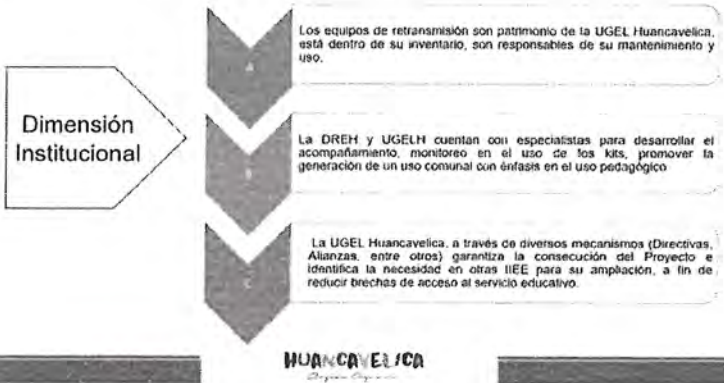 Dimensión
Institucional
A
Los equipos de retransmisión son patrimonio de la UGEL Huancavelica,
está dentro de su inventario, son responsables de su mantenimiento y
uso.
B
La DREH y UGELH cuentan con especialistas para desarrollar el
acompañamiento, monitoreo en el uso de los kits, promover la
generación de un uso comunal con énfasis en el uso pedagógico
C
La UGEL Huancavelica, a través de diversos mecanismos (Directivas,
Alianzas, entre otros) garantiza la consecución del Proyecto e
identifica la necesidad en otras IIEE para su ampliación, a fin de
reducir brechas de acceso al servicio educativo.
HUANCAVELICA